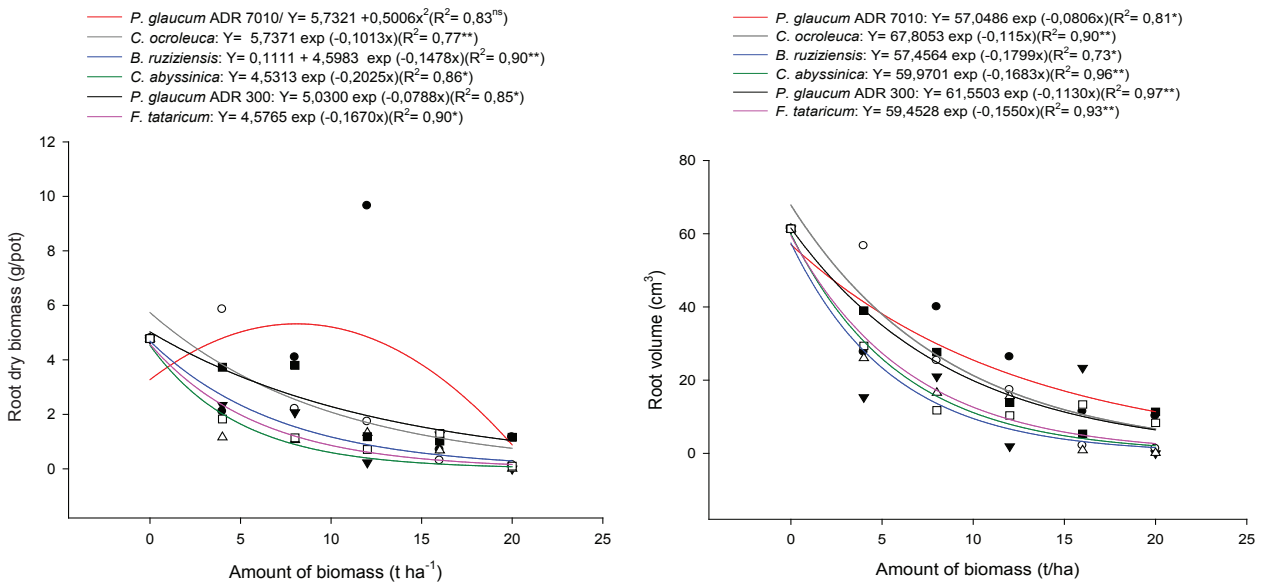 P. glaucum ADR 7010/ Y= 5,7321 +0,5006x²(R²= 0,83ⁿˢ)
C. ocroleuca: Y=  5,7371 exp (-0,1013x)(R²= 0,77**)
B. ruziziensis: Y= 0,1111 + 4,5983  exp (-0,1478x)(R²= 0,90**)
C. abyssinica: Y= 4,5313 exp (-0,2025x)(R²= 0,86*)
P. glaucum ADR 300: Y= 5,0300 exp (-0,0788x)(R²= 0,85*)
F. tataricum: Y= 4,5765 exp (-0,1670x)(R²= 0,90*)
12
10
8
6
4
2
0
Root dry biomass (g/pot)
0 5 10 15 20 25
Amount of biomass (t ha⁻¹)
P. glaucum ADR 7010: Y= 57,0486 exp (-0,0806x)(R²= 0,81*)
C. ocroleuca: Y= 67,8053 exp (-0,115x)(R²= 0,90**)
B. ruziziensis: Y= 57,4564 exp (-0,1799x)(R²= 0,73*)
C. abyssinica: Y= 59,9701 exp (-0,1683x)(R²= 0,96**)
P. glaucum ADR 300: Y= 61,5503 exp (-0,1130x)(R²= 0,97**)
F. tataricum: Y= 59,4528 exp (-0,1550x)(R²= 0,93**)
80
60
40
20
0
Root volume (cm³)
0 5 10 15 20 25
Amount of biomass (t/ha)